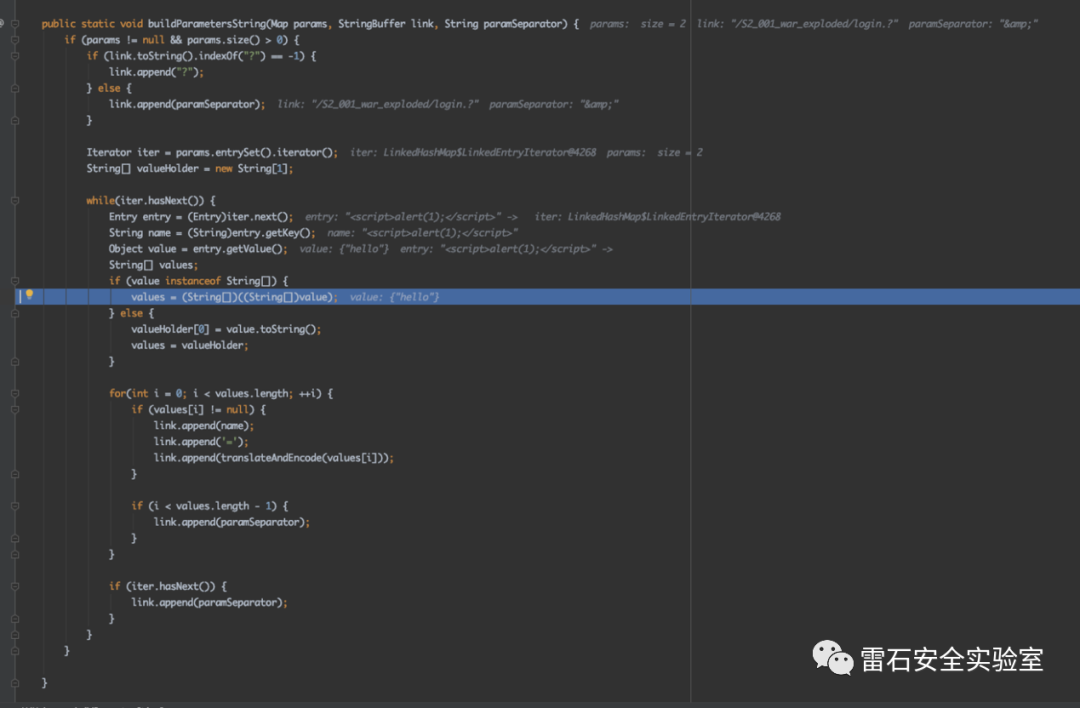 public static void buildParametersString(Map params, StringBuffer link, String paramSeparator) { params: size = 2 link: "/S2_001_war_exploded/login.?" paramSeparator: "&amp;"
if (params != null && params.size() > 0) {
if (link.toString().indexOf("?") == -1) {
link.append("?");
} else {
link.append(paramSeparator); link: "/S2_001_war_exploded/login.?" paramSeparator: "&amp;"
}
Iterator iter = params.entrySet().iterator(); iter: LinkedHashMap$LinkedEntryIterator@4268 params: size = 2
String[] valueHolder = new String[1];
while(iter.hasNext()) {
Entry entry = (Entry)iter.next(); entry: "<script>alert(1);</script>" -> iter: LinkedHashMap$LinkedEntryIterator@4268
String name = (String)entry.getKey(); name: "<script>alert(1);</script>"
Object value = entry.getValue(); value: {"hello"} entry: "<script>alert(1);</script>" ->
String[] values;
if (value instanceof String[]) {
values = (String[])((String[])value); value: {"hello"}
} else {
valueHolder[0] = value.toString();
values = valueHolder;
}
for(int i = 0; i < values.length; ++i) {
if (values[i] != null) {
link.append(name);
link.append('=');
link.append(translateAndEncode(values[i]));
}
if (i < values.length - 1) {
link.append(paramSeparator);
}
}
if (iter.hasNext()) {
link.append(paramSeparator);
}
}
}
}
雷石安全实验室